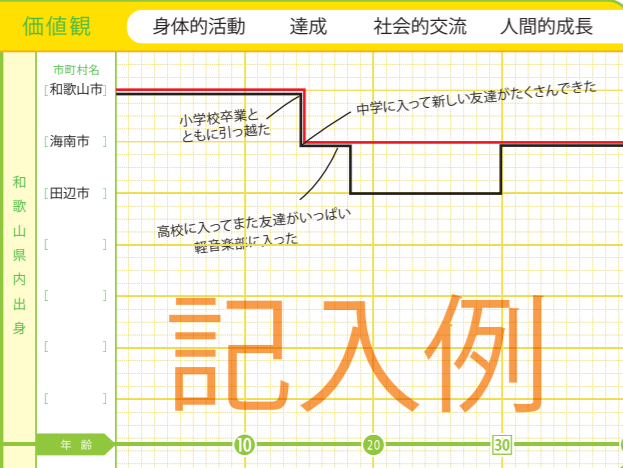 価値観 身体的活動 達成 社会的交流 人間的成長
市町村名
[和歌山市]
[海南市 ]
[田辺市 ]
[ ]
[ ]
[ ]
[ ]
和歌山県内出身
小学校卒業と
ともに引っ越た
中学に入って新しい友達がたくさんできた
高校に入ってまた友達がいっぱい
軽音楽部に入った
記入例
年齢 10 20 30